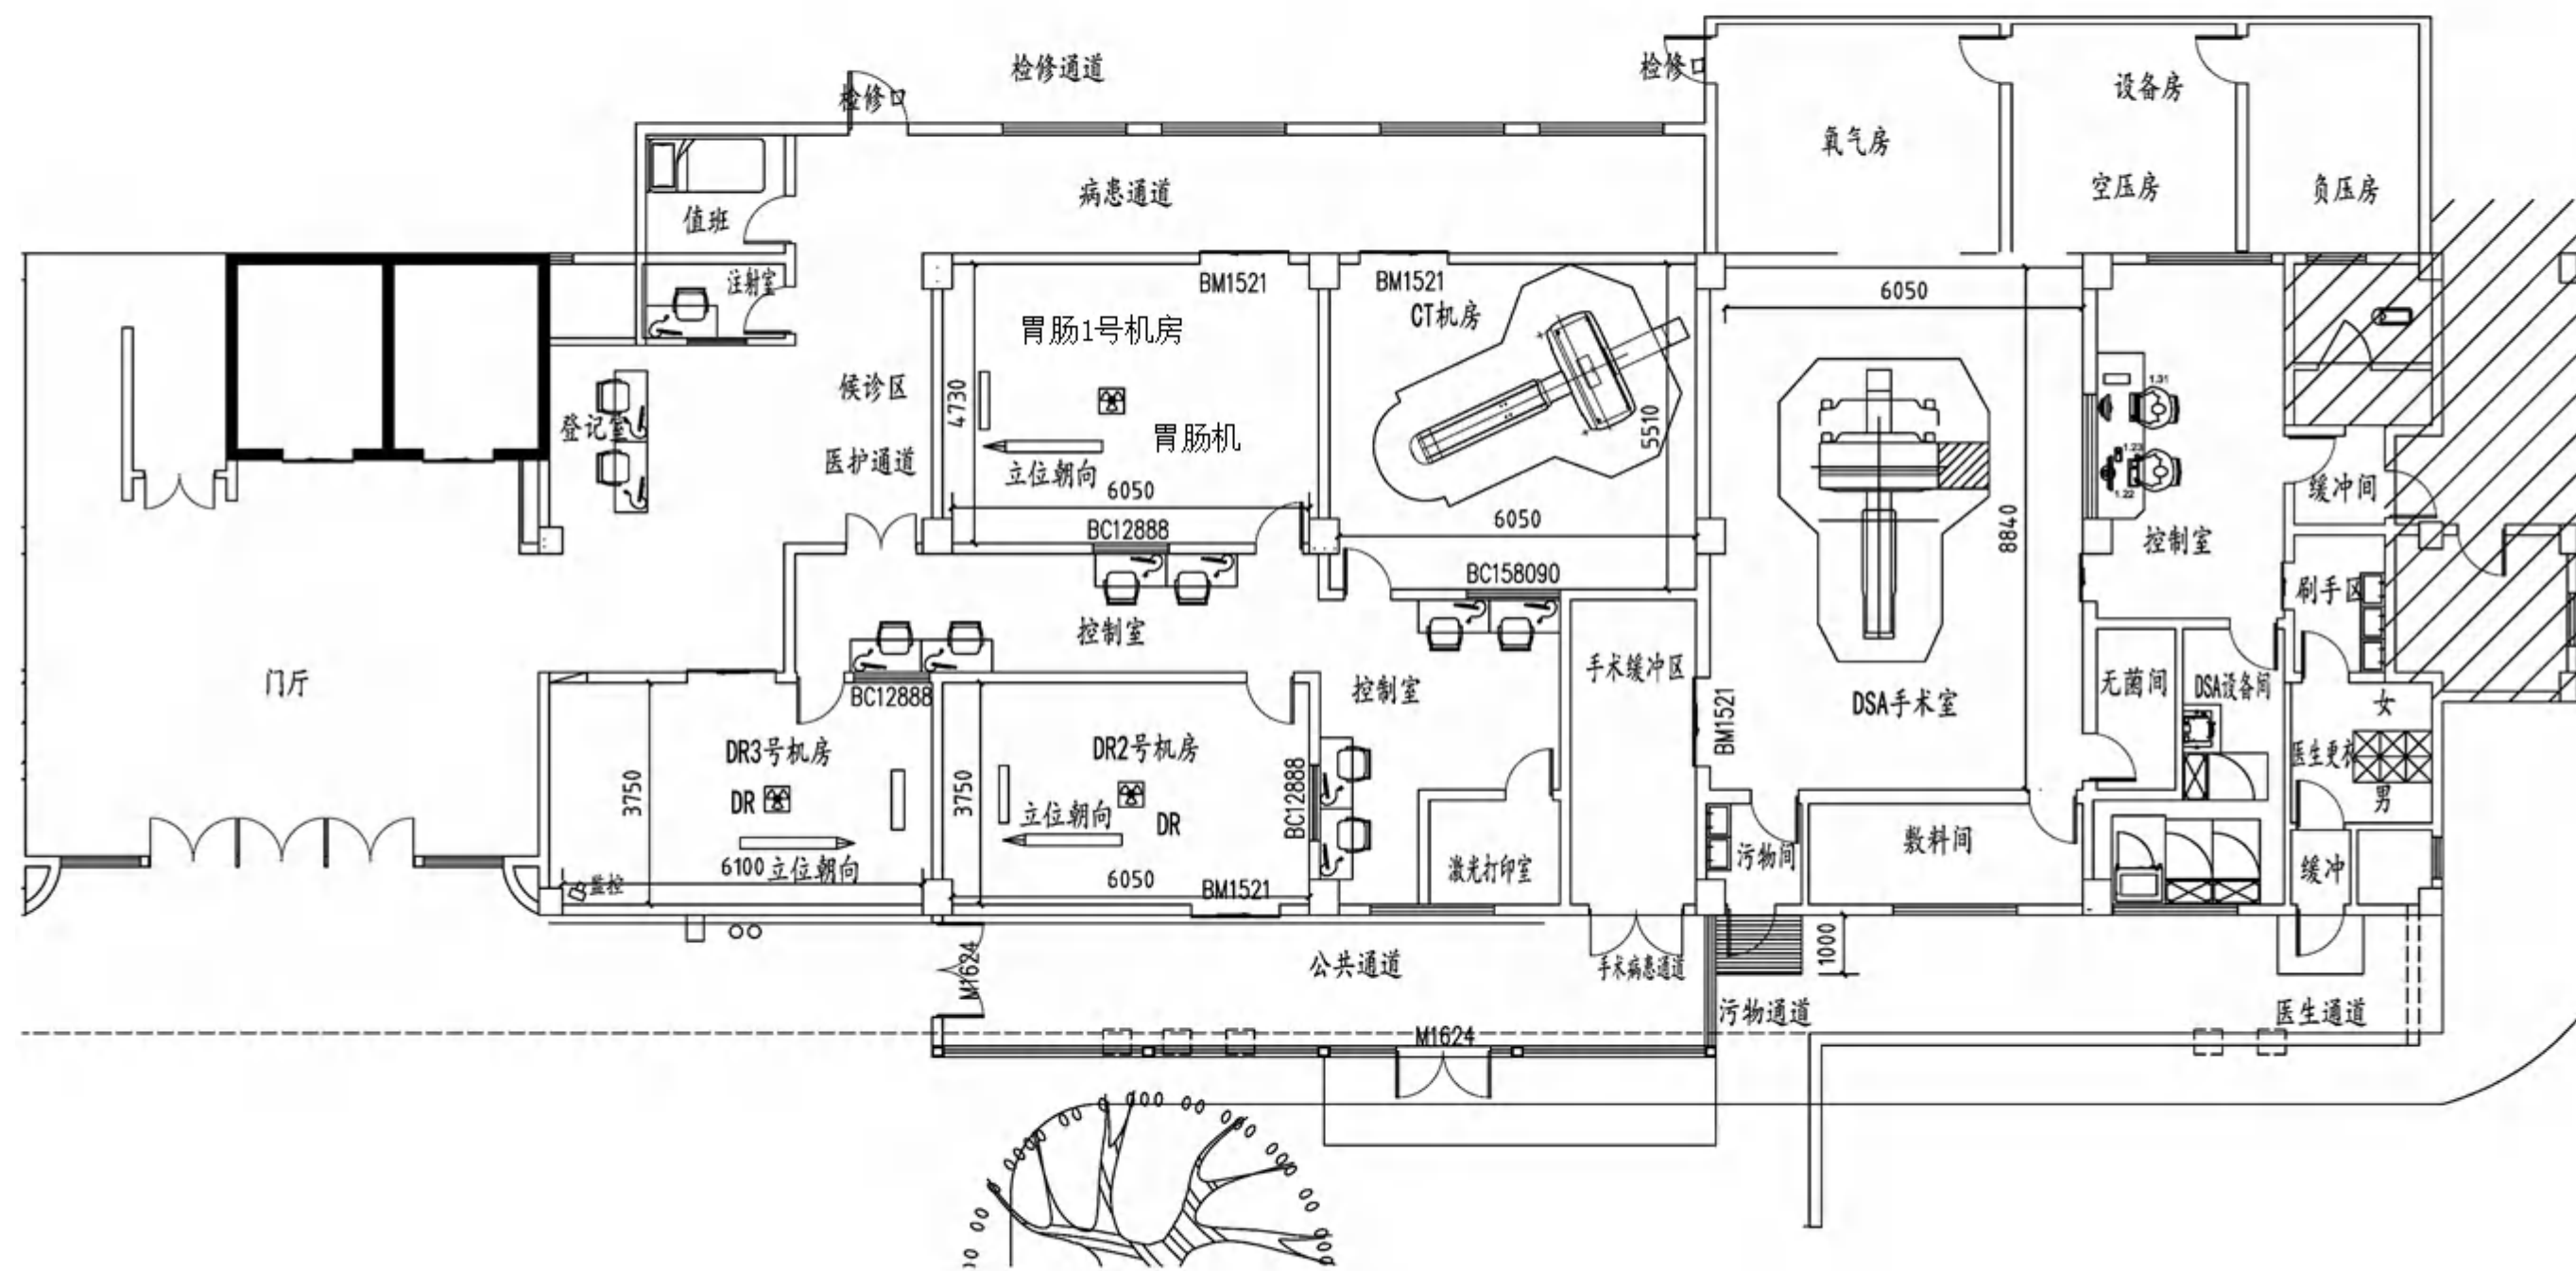 检修通道
检修口
检修口
设备房
氧气房
空压房
负压房
病患通道
值班
注射室
BM1521
BM1521
6050
CT机房
胃肠1号机房
候诊区
4730
登记室
胃肠机
5510
1.31
1.23
1.22
医护通道
立位朝向
6050
缓冲间
6050
BC12888
8840
控制室
BC158090
刷手区
控制室
门厅
手术缓冲区
无菌间
DSA设备间
控制室
BC12888
DSA手术室
女
BM1521
DR3号机房
DR2号机房
医生更衣
3750
3750
BC12888
DR
立位朝向
DR
男
敷料间
污物间
6100
立位朝向
监控
6050
BM1521
激光打印室
缓冲
M1624
公共通道
手术病患通道
1000
污物通道
医生通道
M1624